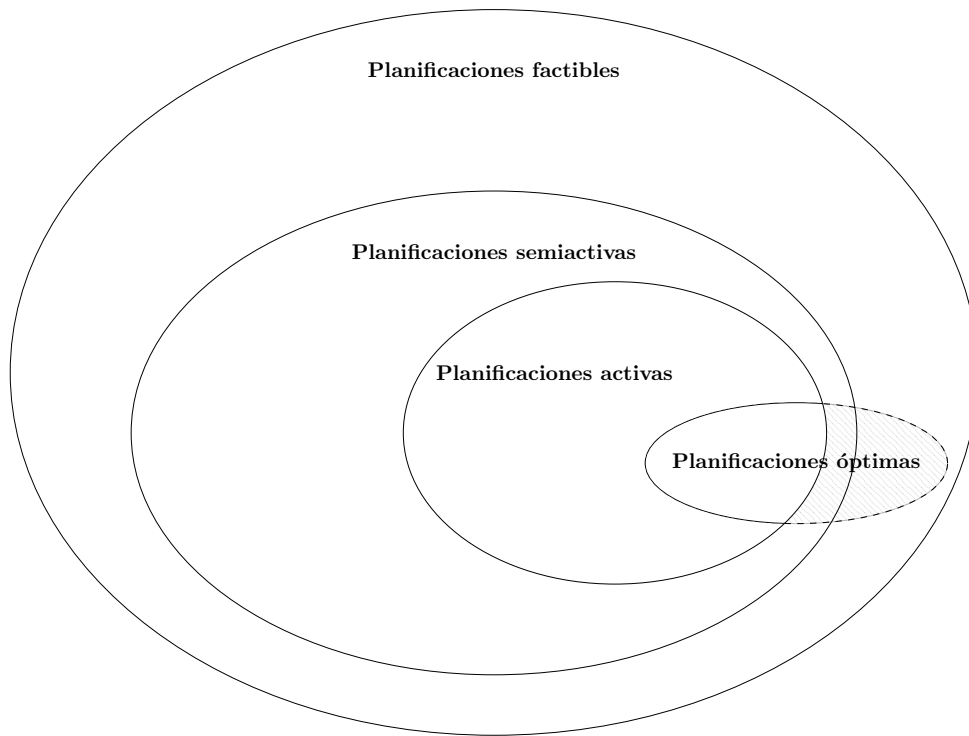 Planificaciones factibles
Planificaciones semiactivas
Planificaciones activas
Planificaciones óptimas